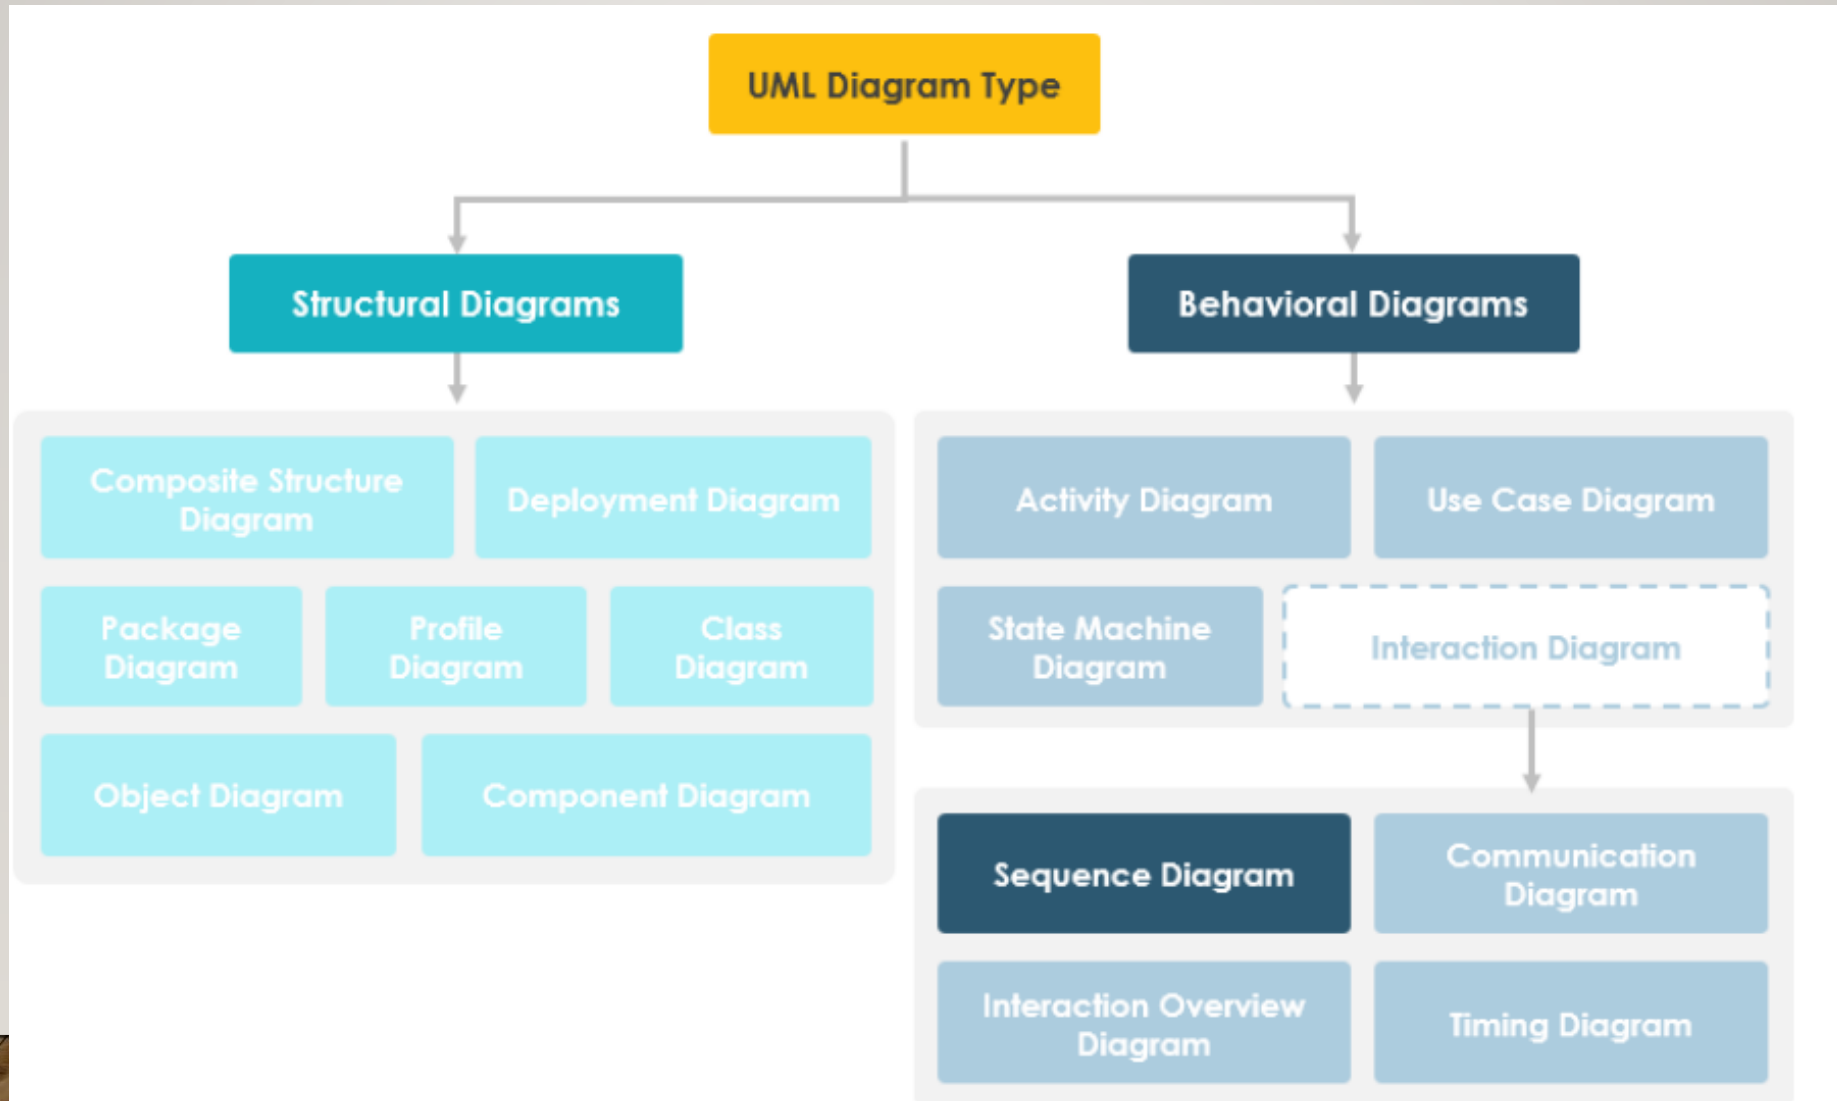 UML Diagram Type
Structural Diagrams
Behavioral Diagrams
Composite Structure
Diagram
Deployment Diagram
Package
Diagram
Profile
Diagram
Class
Diagram
Object Diagram
Component Diagram
Activity Diagram
Use Case Diagram
State Machine
Diagram
Interaction Diagram
Sequence Diagram
Communication
Diagram
Interaction Overview
Diagram
Timing Diagram